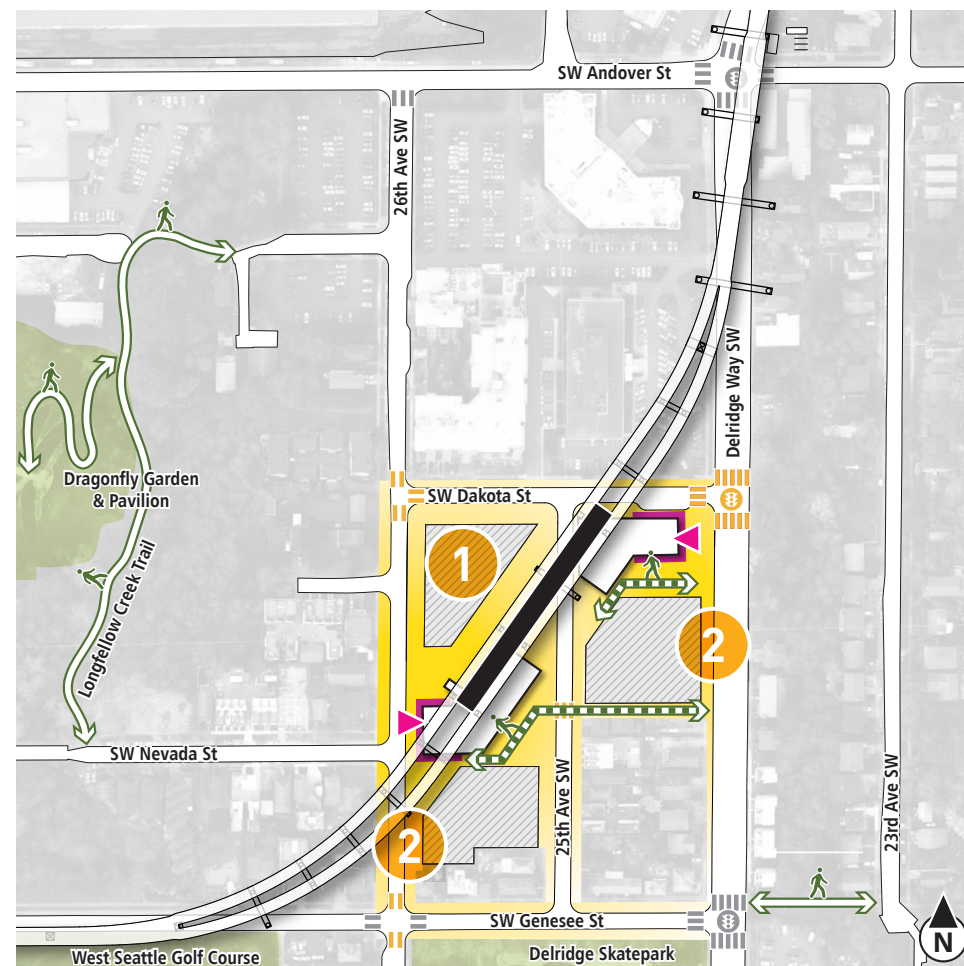 SW Andover St
26th Ave SW
Delridge Way SW
Dragonfly Garden
& Pavilion
SW Dakota St
1
2
Longfellow Creek Trail
SW Nevada St
25th Ave SW
23rd Ave SW
2
SW Genesee St
West Seattle Golf Course
Delridge Skatepark
N